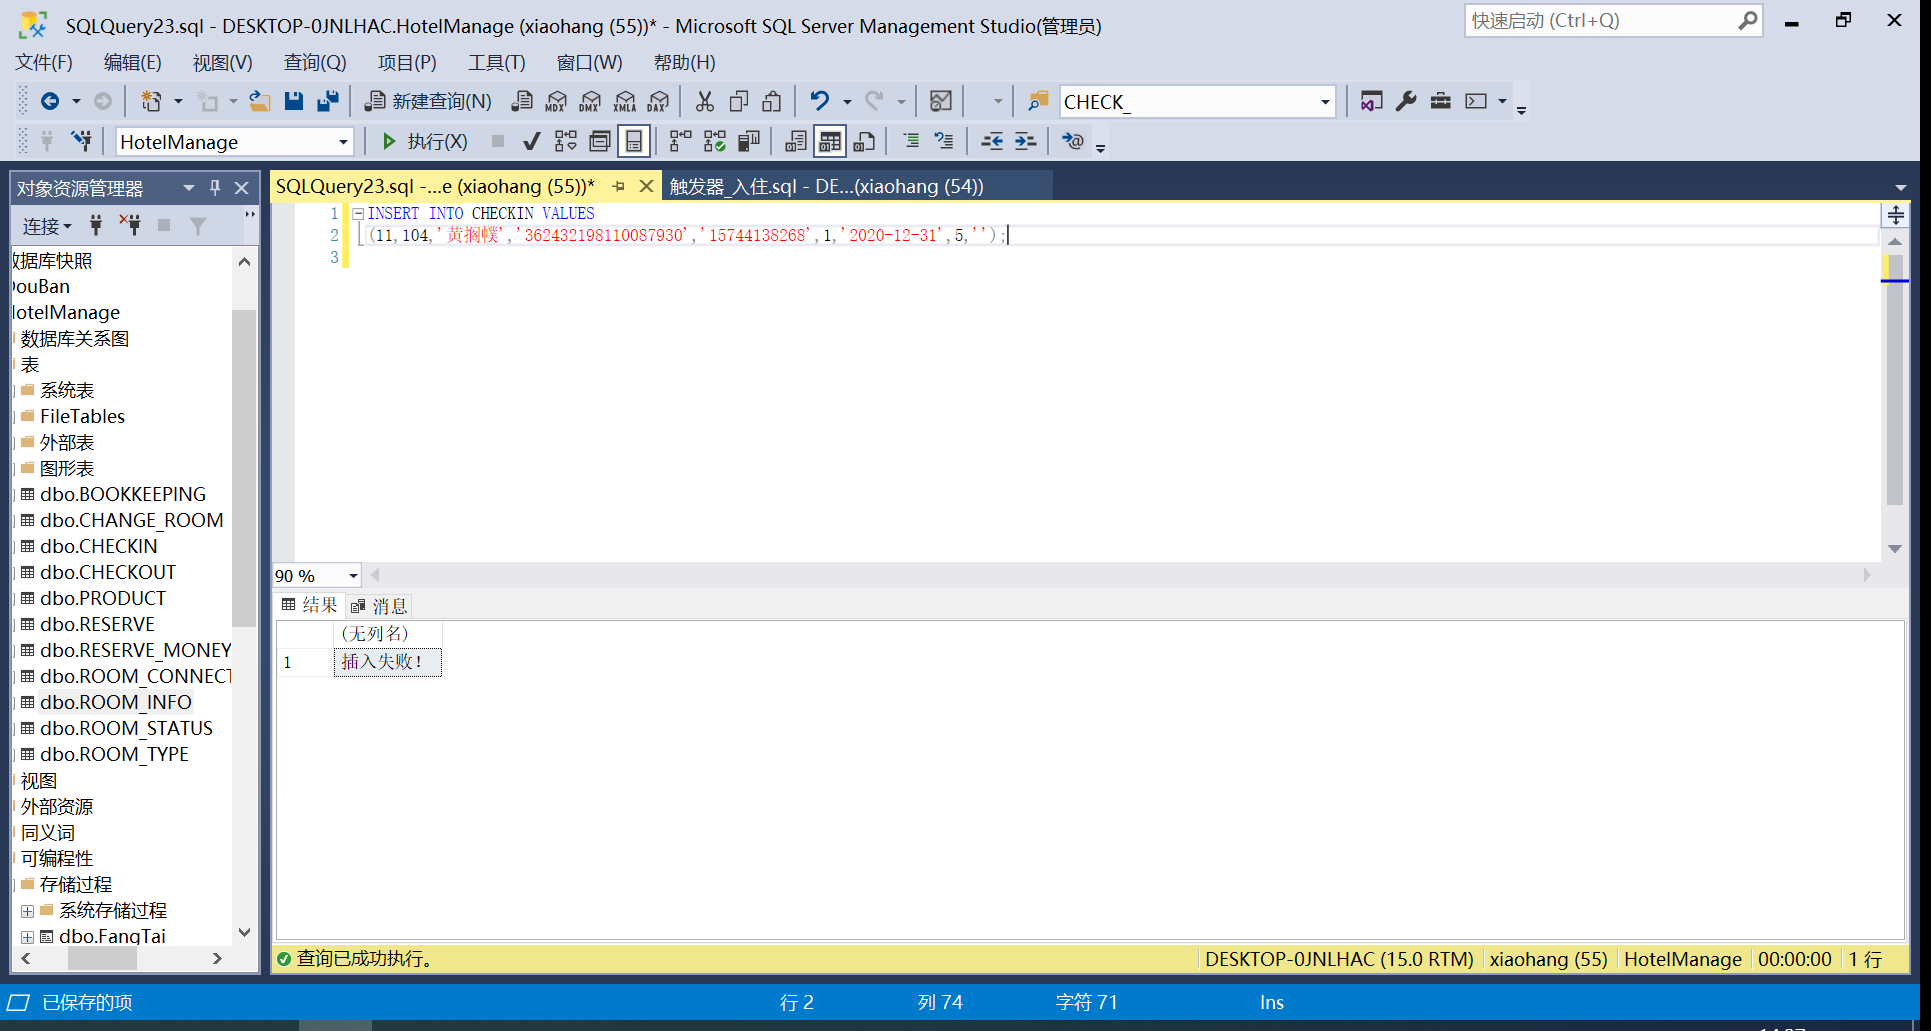 SQLQuery23.sql - DESKTOP-0JNLHAC.HotelManage (xiaohang (55))* - Microsoft SQL Server Management Studio(管理员)
快速启动 (Ctrl+Q)
文件(F) 编辑(E) 视图(V) 查询(Q) 项目(P) 工具(T) 窗口(W) 帮助(H)
新建查询(N) MDX DMX XMLA DAX CHECK_
HotelManage 执行(X)
对象资源管理器
SQLQuery23.sql -...e (xiaohang (55))* 触发器_入住.sql - DE...(xiaohang (54))
连接
1 INSERT INTO CHECKIN VALUES
2 (11,104,'黄搁幞','362432198110087930','15744138268',1,'2020-12-31',5,'');
3
数据库快照
DouBan
HotelManage
数据库关系图
表
系统表
FileTables
外部表
图形表
dbo.BOOKKEEPING
dbo.CHANGE_ROOM
dbo.CHECKIN
dbo.CHECKOUT
dbo.PRODUCT
dbo.RESERVE
dbo.RESERVE_MONEY
dbo.ROOM_CONNECT
dbo.ROOM_INFO
dbo.ROOM_STATUS
dbo.ROOM_TYPE
视图
外部资源
同义词
可编程性
存储过程
系统存储过程
dbo.FangTai
90 %
结果 消息
(无列名)
1 插入失败!
查询已成功执行。 DESKTOP-0JNLHAC (15.0 RTM) xiaohang (55) HotelManage 00:00:00 1 行
已保存的项 行 2 列 74 字符 71 Ins